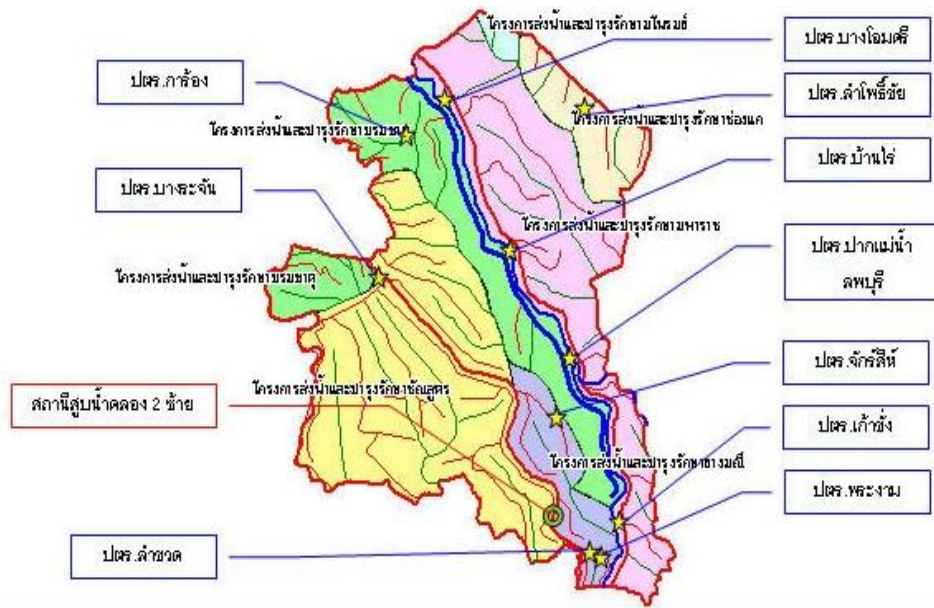 โครงการส่งน้ำและบำรุงรักษามโนรมย์
ปตร.บางโฉมศรี
ปตร.การ้อง
ปตร.ลำโพธิ์ชัย
โครงการส่งน้ำและบำรุงรักษาช่องแค
โครงการส่งน้ำและบำรุงรักษาบรมธาตุ
ปตร.บ้านไร่
ปตร.บางระจัน
โครงการส่งน้ำและบำรุงรักษามหาราช
ปตร.ปากแม่น้ำ
ลพบุรี
โครงการส่งน้ำและบำรุงรักษาบรมธาตุ
ปตร.จักร์สีห์
โครงการส่งน้ำและบำรุงรักษาชัณสูตร
สถานีสูบน้ำคลอง 2 ซ้าย
ปตร.เก้าชั่ง
โครงการส่งน้ำและบำรุงรักษายางมณี
ปตร.พระงาม
ปตร.ลำชวด